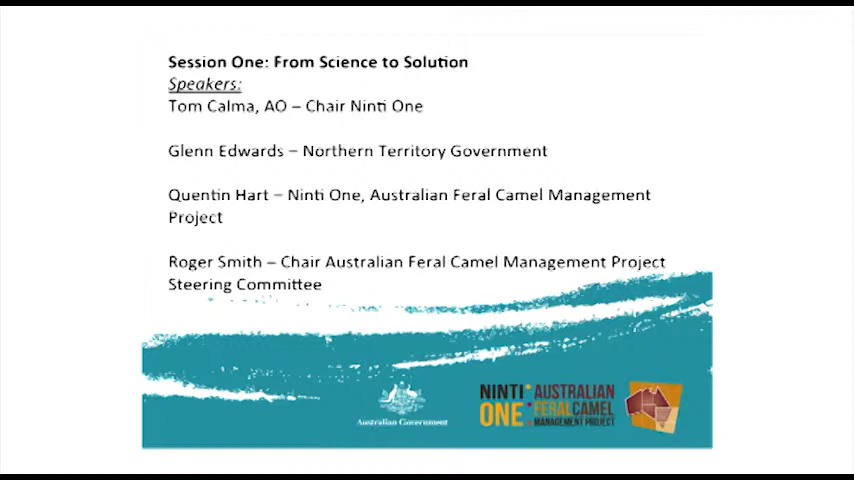 Session One: From Science to Solution
Speakers:
Tom Calma, AO – Chair Ninti One
Glenn Edwards – Northern Territory Government
Quentin Hart – Ninti One, Australian Feral Camel Management
Project
Roger Smith – Chair Australian Feral Camel Management Project
Steering Committee
Australian Government
NINTI ONE
AUSTRALIAN
FERALCAMEL
MANAGEMENT PROJECT